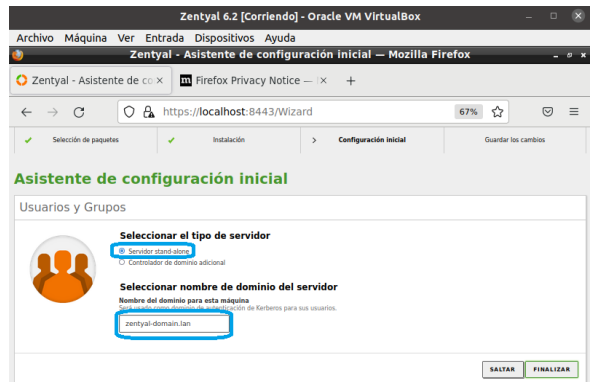 Zentyal 6.2 [Corriendo] - Oracle VM VirtualBox
Archivo Máquina Ver Entrada Dispositivos Ayuda
Zentyal - Asistente de configuración inicial — Mozilla Firefox
Zentyal - Asistente de co
Firefox Privacy Notice —
https://localhost:8443/Wizard
67%
Selección de paquetes
Instalación
Configuración inicial
Guardar los cambios
Asistente de configuración inicial
Usuarios y Grupos
Seleccionar el tipo de servidor
Servidor stand-alone
Controlador de dominio adicional
Seleccionar nombre de dominio del servidor
Nombre del dominio para esta máquina
Será usado como dominio de autenticación de Kerberos para sus usuarios.
zentyal-domain.lan
SALTAR
FINALIZAR